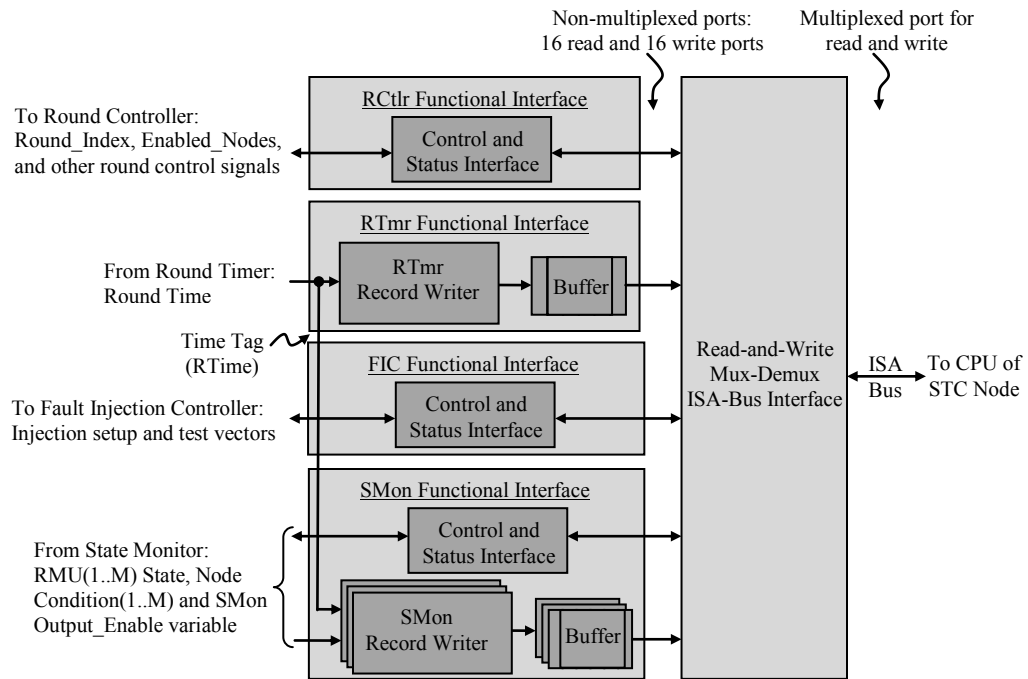 Non-multiplexed ports:
16 read and 16 write ports
Multiplexed port for
read and write
RCtlr Functional Interface
To Round Controller:
Round_Index, Enabled_Nodes,
and other round control signals
Control and
Status Interface
RTmr Functional Interface
From Round Timer:
Round Time
RTmr
Record Writer
Buffer
Time Tag
(RTime)
FIC Functional Interface
To Fault Injection Controller:
Injection setup and test vectors
Control and
Status Interface
Read-and-Write
Mux-Demux
ISA-Bus Interface
ISA
Bus
To CPU of
STC Node
SMon Functional Interface
Control and
Status Interface
From State Monitor:
RMU(1..M) State, Node
Condition(1..M) and SMon
Output_Enable variable
SMon
Record Writer
Buffer